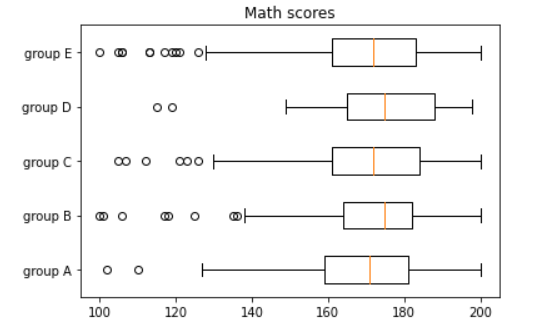 Math scores
group E
group D
group C
group B
group A
100 120 140 160 180 200